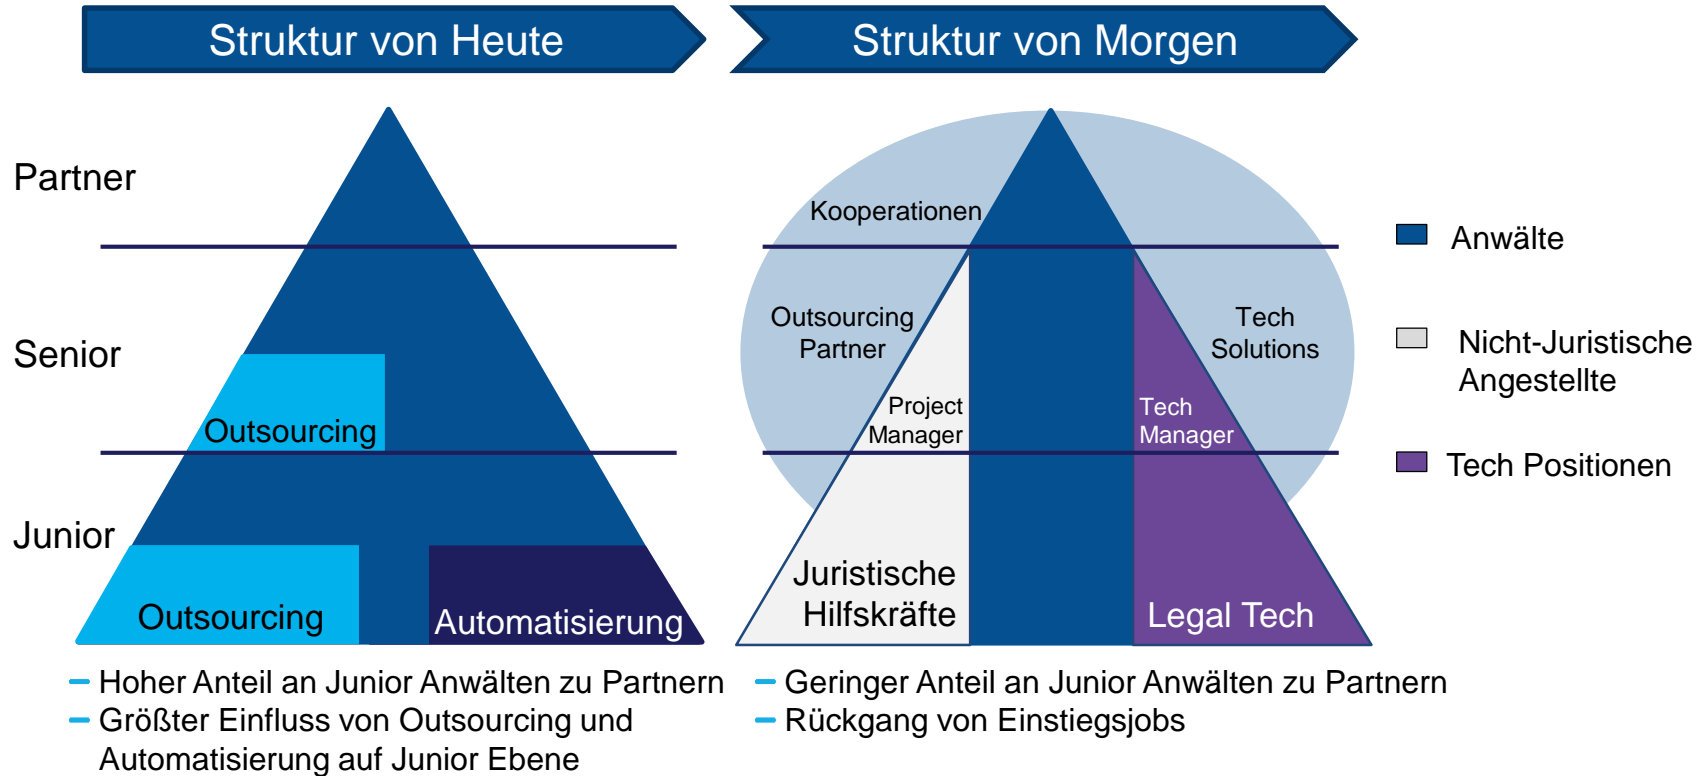 Struktur von Heute
Struktur von Morgen
Partner
Senior
Junior
Outsourcing
Outsourcing
Automatisierung
Kooperationen
Outsourcing
Partner
Tech
Solutions
Project
Manager
Tech
Manager
Juristische
Hilfskräfte
Legal Tech
Anwälte
Nicht-Juristische
Angestellte
Tech Positionen
– Hoher Anteil an Junior Anwälten zu Partnern
– Größter Einfluss von Outsourcing und
Automatisierung auf Junior Ebene
– Geringer Anteil an Junior Anwälten zu Partnern
– Rückgang von Einstiegsjobs